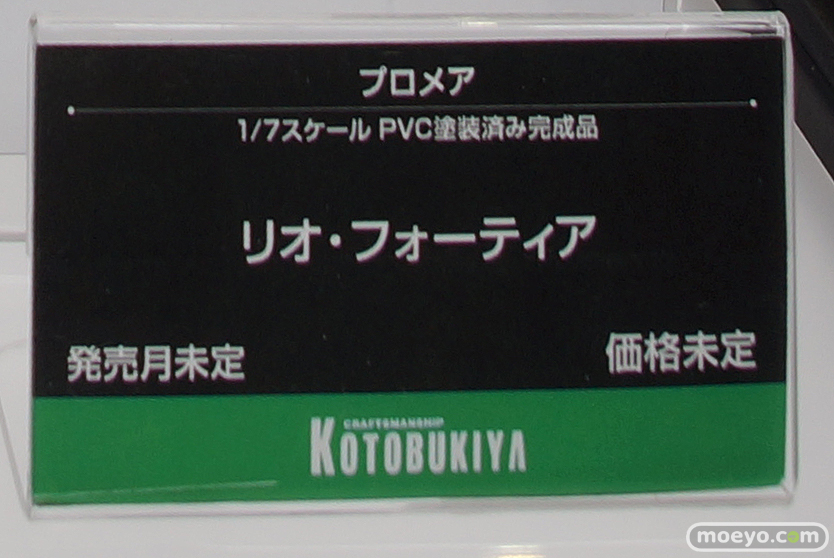 プロメア
1/7スケール PVC塗装済み完成品
リオ・フォーティア
発売月未定
価格未定
CRAFTSMANSHIP
KOTOBUKIYA
moeyo.com